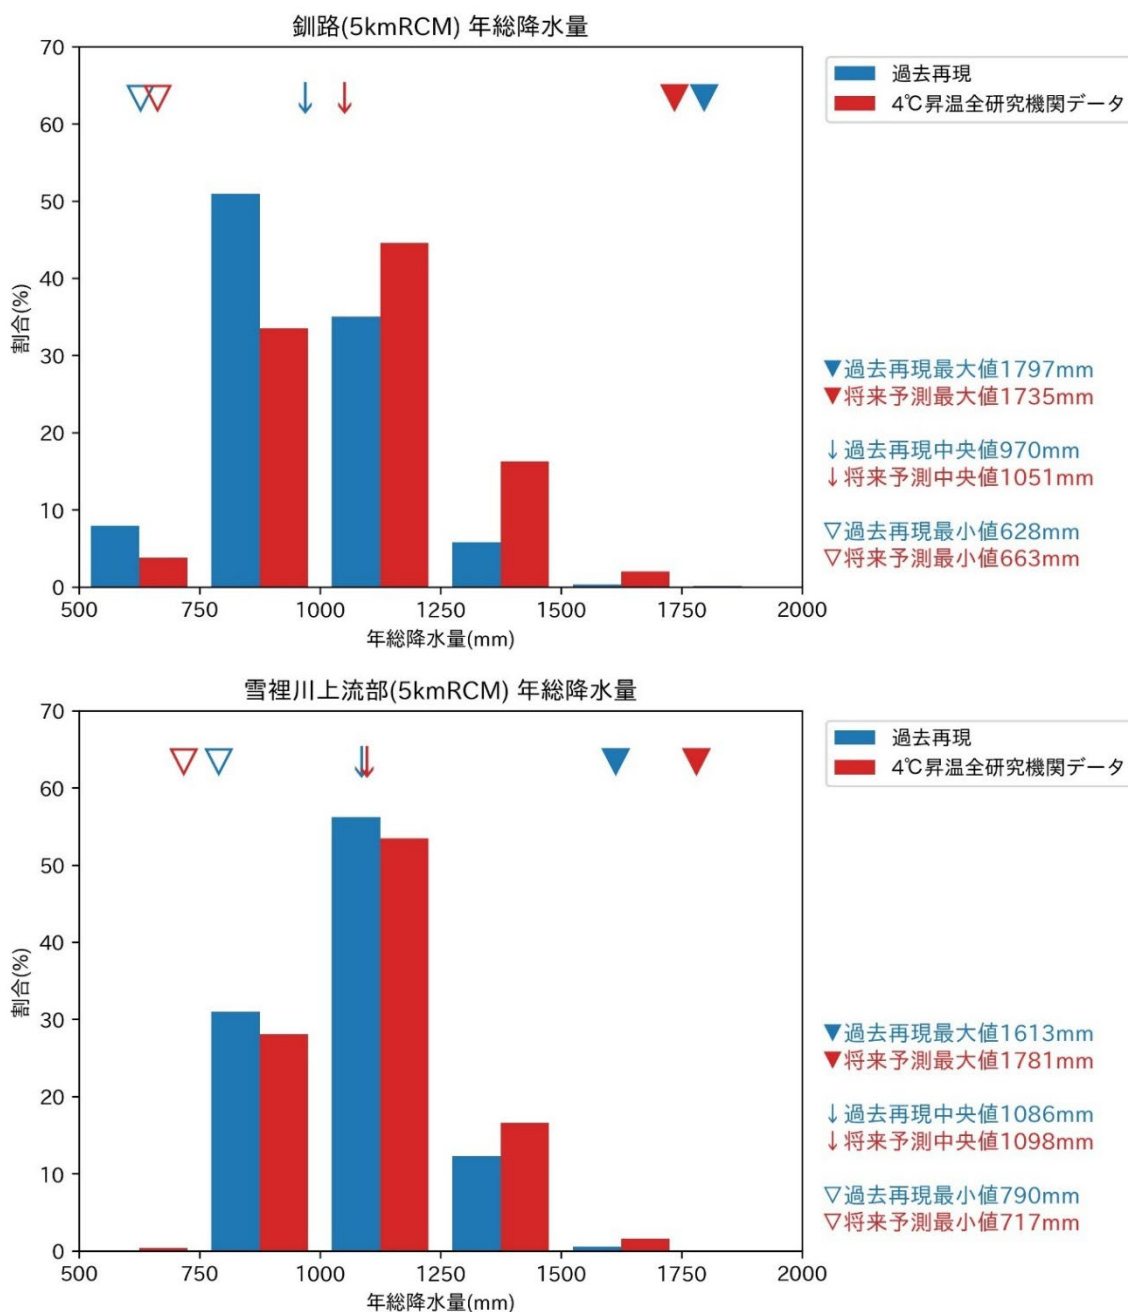 釧路(5kmRCM) 年総降水量
70
60
50
40
30
20
10
0
割合(%)
500 750 1000 1250 1500 1750 2000
年総降水量(mm)
過去再現
4℃昇温全研究機関データ
▼過去再現最大値1797mm
▼将来予測最大値1735mm
↓過去再現中央値970mm
↓将来予測中央値1051mm
▽過去再現最小値628mm
▽将来予測最小値663mm
雪裡川上流部(5kmRCM) 年総降水量
70
60
50
40
30
20
10
0
割合(%)
500 750 1000 1250 1500 1750 2000
年総降水量(mm)
過去再現
4℃昇温全研究機関データ
▼過去再現最大値1613mm
▼将来予測最大値1781mm
↓過去再現中央値1086mm
↓将来予測中央値1098mm
▽過去再現最小値790mm
▽将来予測最小値717mm